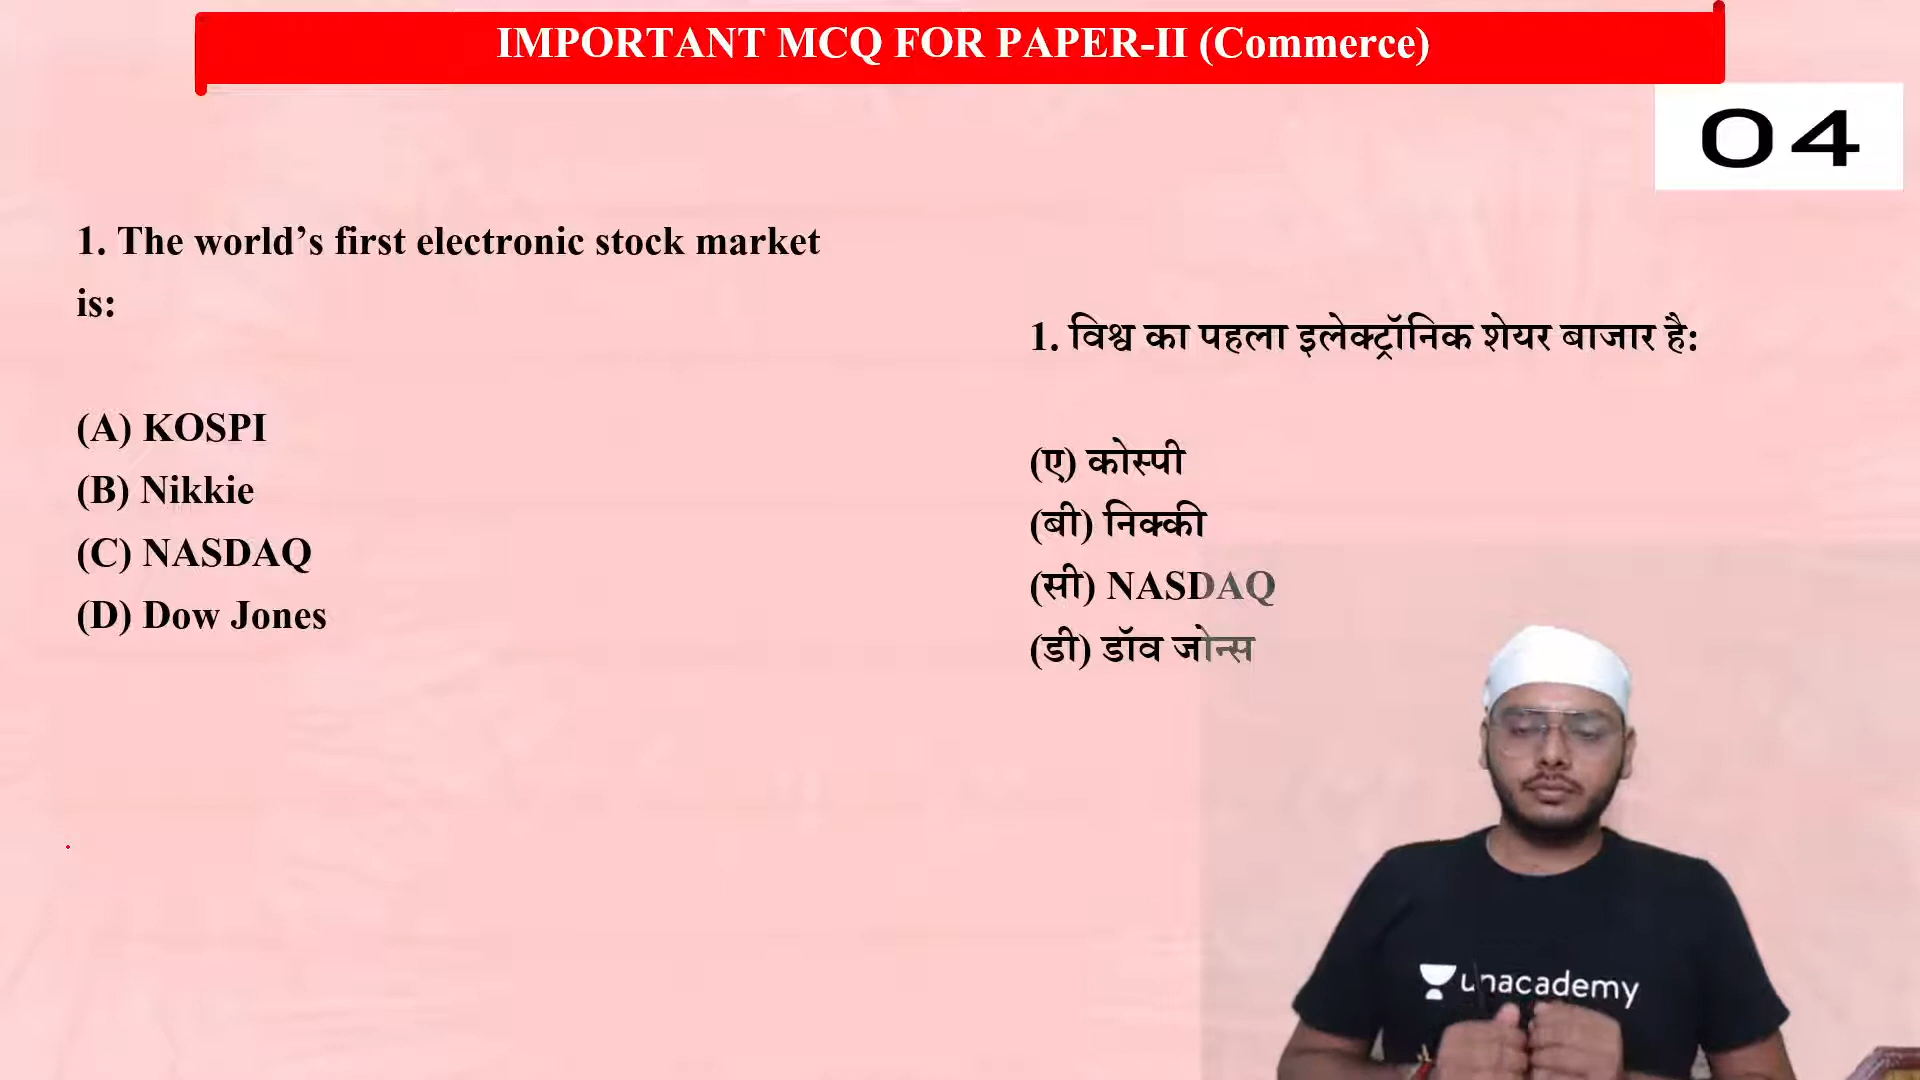 IMPORTANT MCQ FOR PAPER-II (Commerce)
04
1. The world’s first electronic stock market
is:
(A) KOSPI
(B) Nikkie
(C) NASDAQ
(D) Dow Jones
1. विश्व का पहला इलेक्ट्रॉनिक शेयर बाजार है:
(ए) कोस्पी
(बी) निक्की
(सी) NASDAQ
(डी) डॉव जोन्स
unacademy